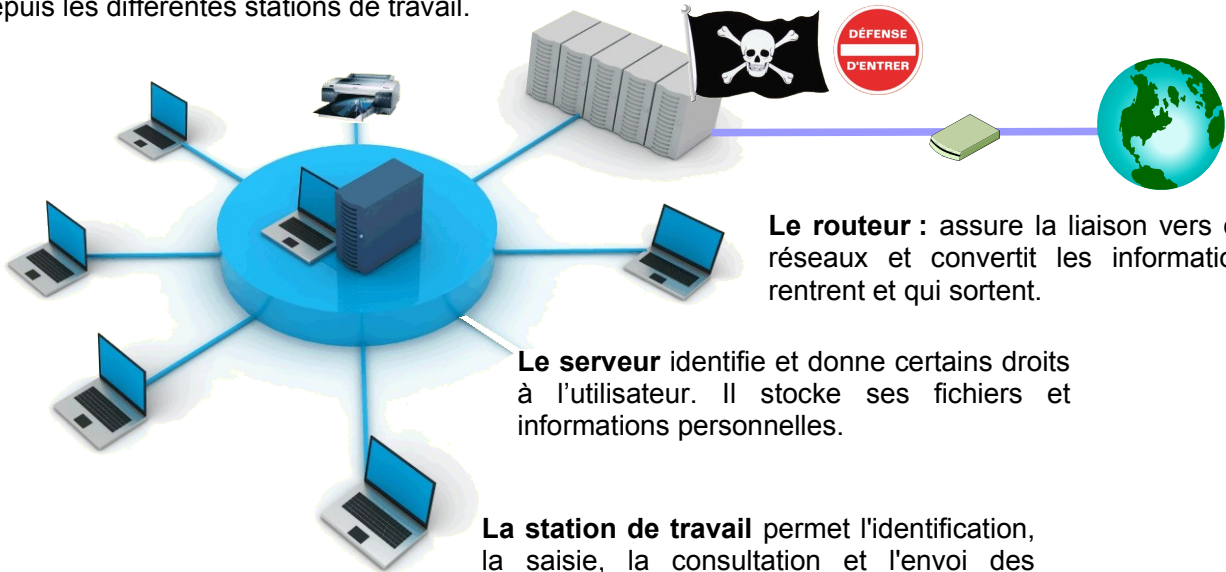 epuis les différentes stations de travail.
DÉFENSE
D'ENTRER
Le routeur : assure la liaison vers
réseaux et convertit les informatio
rentrent et qui sortent.
Le serveur identifie et donne certains droits
à l’utilisateur. Il stocke ses fichiers et
informations personnelles.
La station de travail permet l'identification,
la saisie, la consultation et l'envoi des